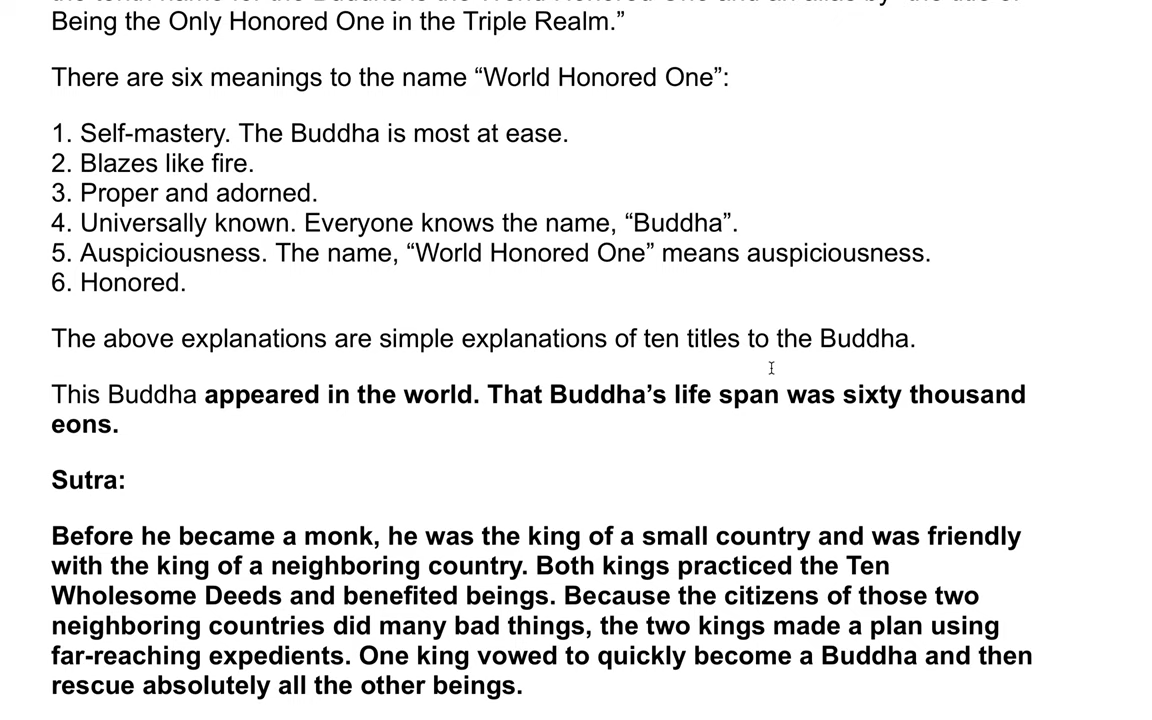 Being the Only Honored One in the Triple Realm.”
There are six meanings to the name “World Honored One”:
1. Self-mastery. The Buddha is most at ease.
2. Blazes like fire.
3. Proper and adorned.
4. Universally known. Everyone knows the name, “Buddha”.
5. Auspiciousness. The name, “World Honored One” means auspiciousness.
6. Honored.
The above explanations are simple explanations of ten titles to the Buddha.
This Buddha appeared in the world. That Buddha’s life span was sixty thousand
eons.
Sutra:
Before he became a monk, he was the king of a small country and was friendly
with the king of a neighboring country. Both kings practiced the Ten
Wholesome Deeds and benefited beings. Because the citizens of those two
neighboring countries did many bad things, the two kings made a plan using
far-reaching expedients. One king vowed to quickly become a Buddha and then
rescue absolutely all the other beings.